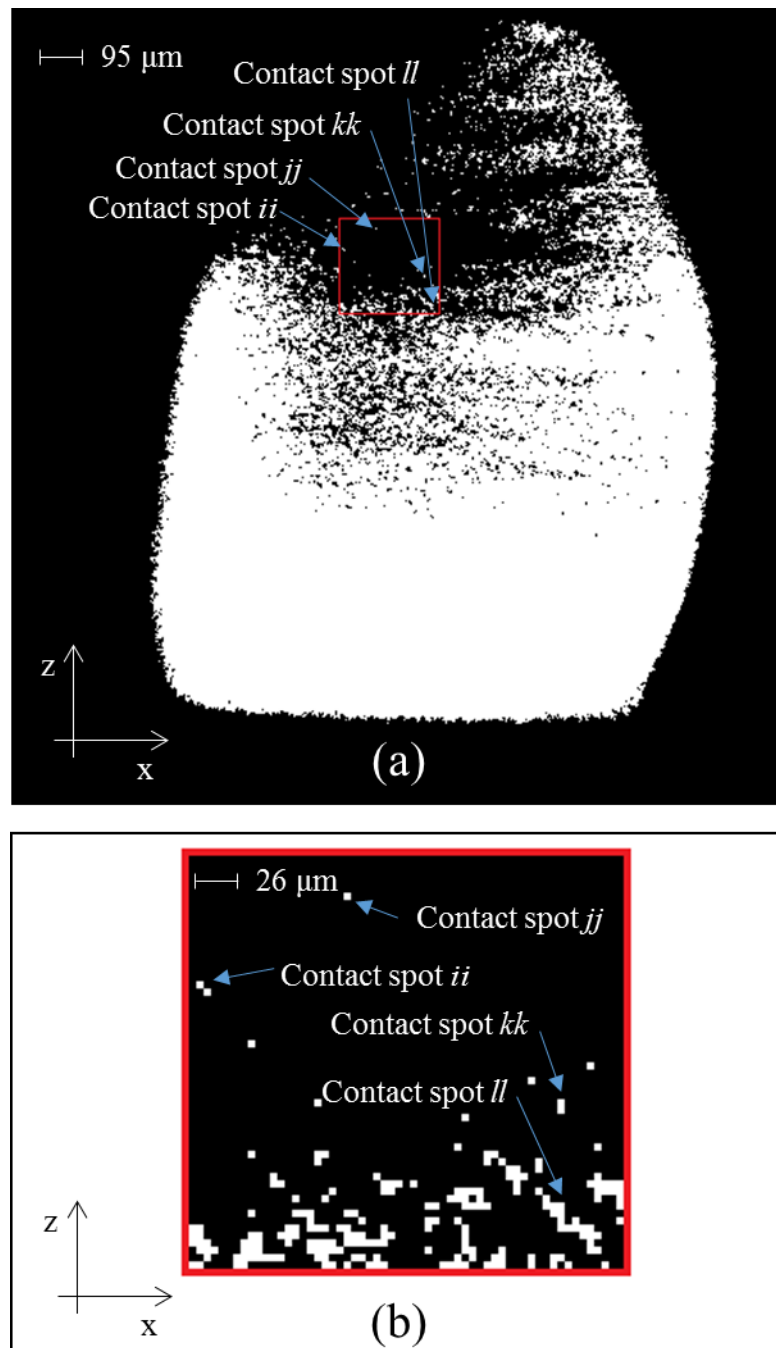 95 μm
Contact spot ll
Contact spot kk
Contact spot jj
Contact spot ii
z
x
(a)
26 μm
Contact spot jj
Contact spot ii
Contact spot kk
Contact spot ll
z
x
(b)